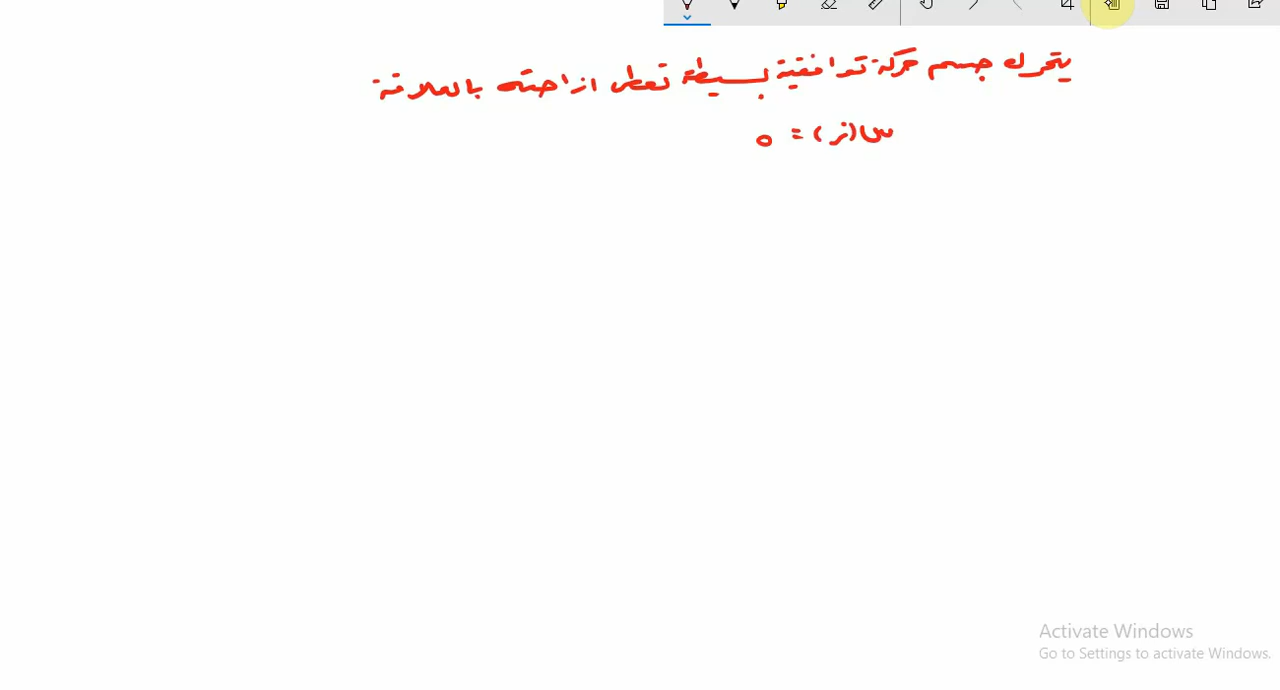 يتحرك جسم حركة توافقية بسيطة تعطى ازاحته بالعلاقة
س(ز) = ٥
Activate Windows
Go to Settings to activate Windows.